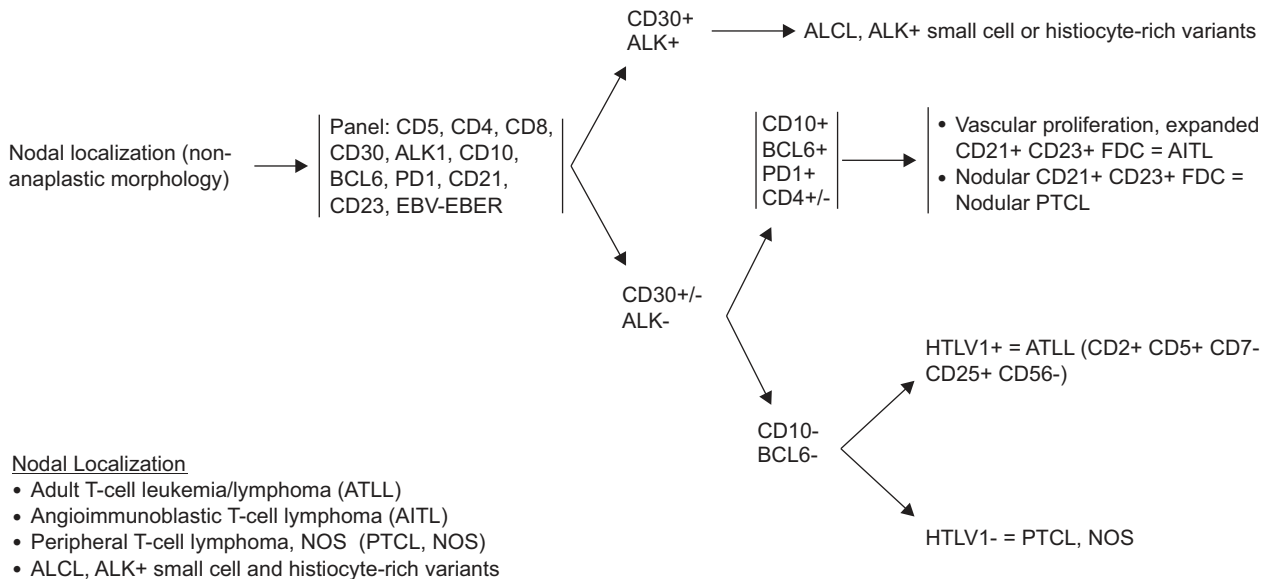 CD30+
ALK+
ALCL, ALK+ small cell or histiocyte-rich variants
Nodal localization (non-
anaplastic morphology)
Panel: CD5, CD4, CD8,
CD30, ALK1, CD10,
BCL6, PD1, CD21,
CD23, EBV-EBER
CD10+
BCL6+
PD1+
CD4+/-
• Vascular proliferation, expanded
CD21+ CD23+ FDC = AITL
• Nodular CD21+ CD23+ FDC =
Nodular PTCL
CD30+/-
ALK-
HTLV1+ = ATLL (CD2+ CD5+ CD7-
CD25+ CD56-)
CD10-
BCL6-
HTLV1- = PTCL, NOS
Nodal Localization
• Adult T-cell leukemia/lymphoma (ATLL)
• Angioimmunoblastic T-cell lymphoma (AITL)
• Peripheral T-cell lymphoma, NOS (PTCL, NOS)
• ALCL, ALK+ small cell and histiocyte-rich variants